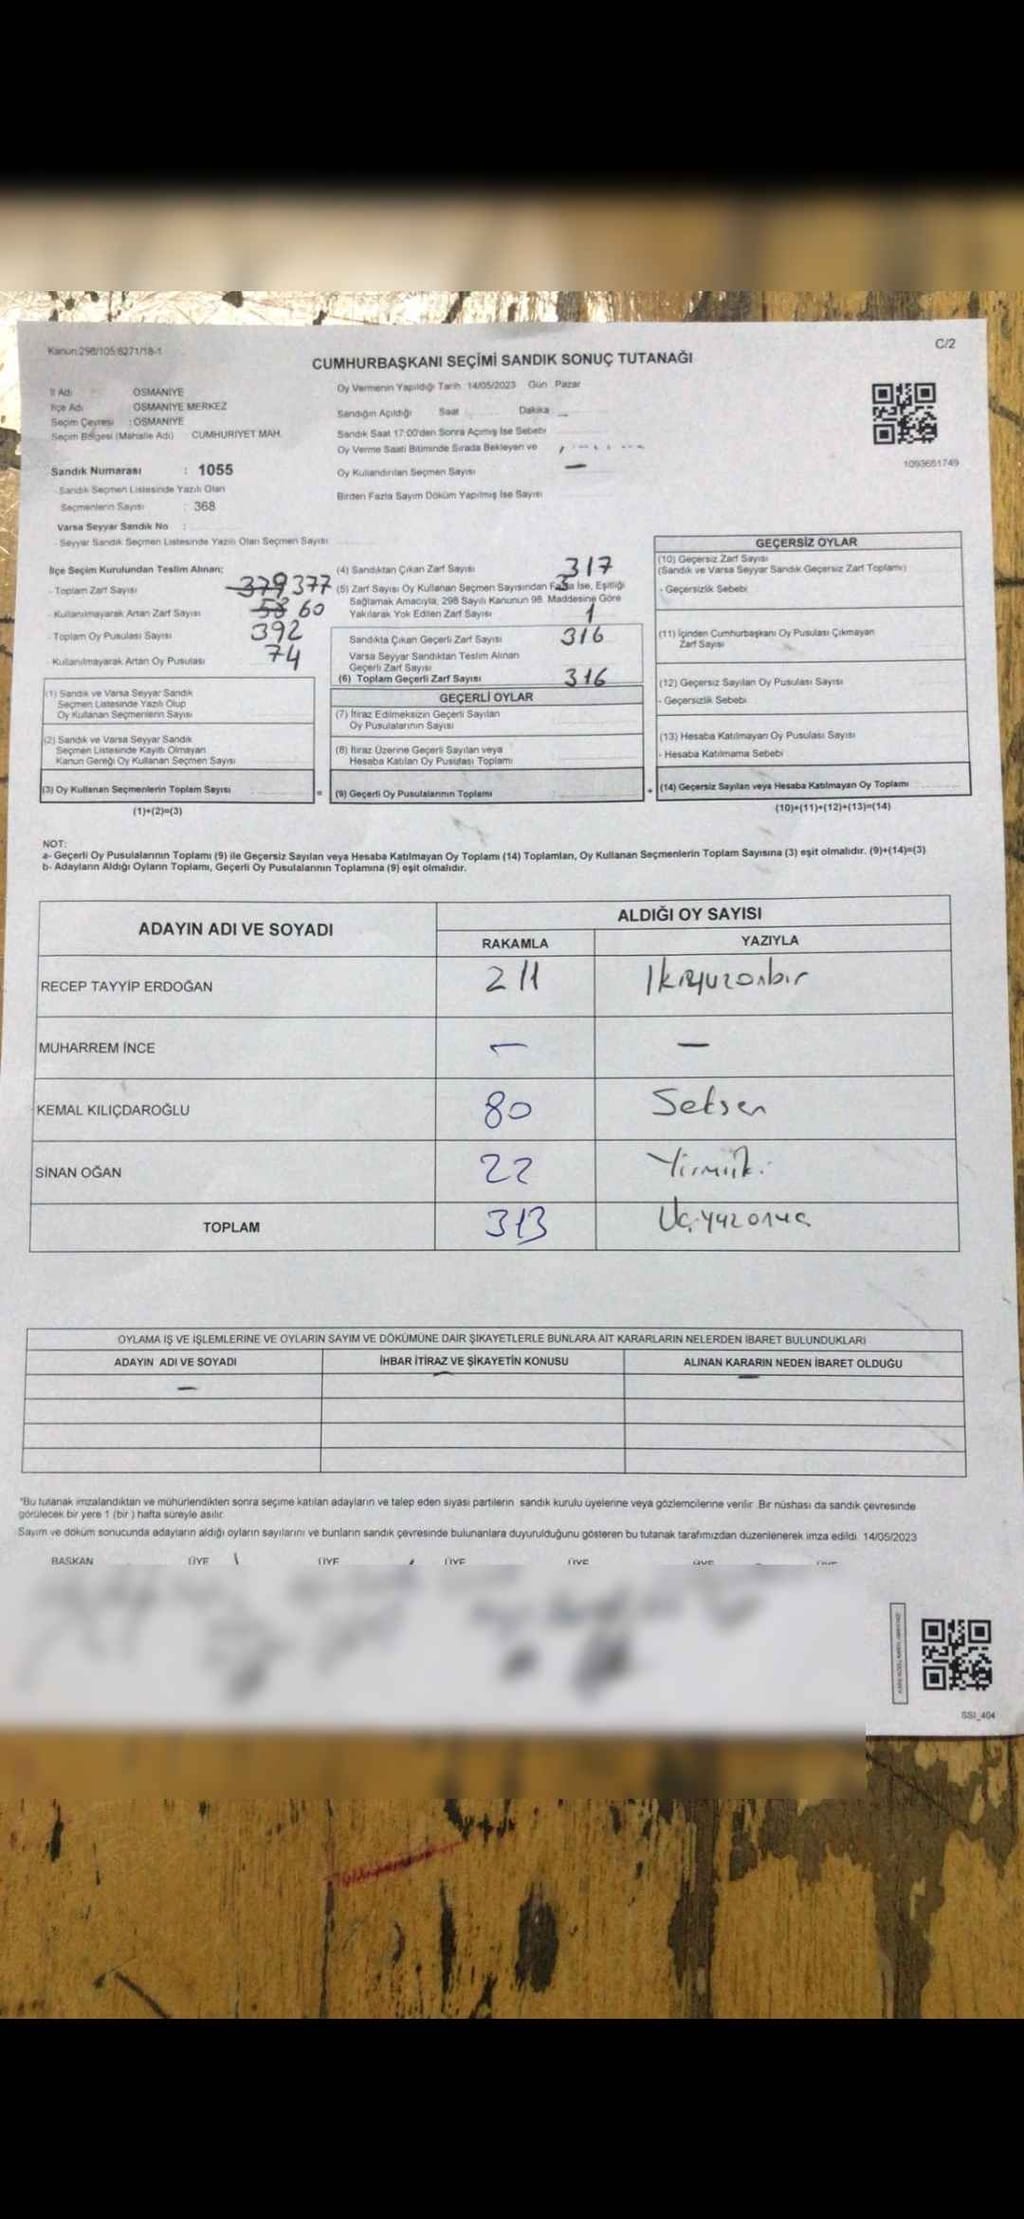 Kanun:298/105 6271/18-1
C/2
CUMHURBAŞKANI SEÇİMİ SANDIK SONUÇ TUTANAĞI
İl Adı OSMANİYE
İlçe Adı OSMANİYE MERKEZ
Seçim Çevresi : OSMANİYE
Seçim Bölgesi (Mahalle Adı) CUMHURİYET MAH.
Sandık Numarası : 1055
Sandık Seçmen Listesinde Yazılı Olan
Seçmenlerin Sayısı : 368
Varsa Seyyar Sandık No :
- Seyyar Sandık Seçmen Listesinde Yazılı Olan Seçmen Sayısı
Oy Vermenin Yapıldığı Tarih 14/05/2023 Gün Pazar
Sandığın Açıldığı Saat Dakika
Sandık Saat 17:00'den Sonra Açılmış İse Sebebi
Oy Verme Saati Bitiminde Sırada Bekleyen ve
Oy Kullandırılan Seçmen Sayısı —
Birden Fazla Sayım Döküm Yapılmış İse Sayısı
1093651749
İlçe Seçim Kurulundan Teslim Alınan;
- Toplam Zarf Sayısı 379 377
- Kullanılmayarak Artan Zarf Sayısı 58 60
- Toplam Oy Pusulası Sayısı 392
- Kullanılmayarak Artan Oy Pusulası 74
(1) Sandık ve Varsa Seyyar Sandık
Seçmen Listesinde Yazılı Olup
Oy Kullanan Seçmenlerin Sayısı
(2) Sandık ve Varsa Seyyar Sandık
Seçmen Listesinde Kayıtlı Olmayan
Kanun Gereği Oy Kullanan Seçmen Sayısı
(3) Oy Kullanan Seçmenlerin Toplam Sayısı
(1)+(2)=(3)
=
(4) Sandıktan Çıkan Zarf Sayısı 317
(5) Zarf Sayısı Oy Kullanan Seçmen Sayısından Fazla İse, Eşitliği
Sağlamak Amacıyla, 298 Sayılı Kanunun 98. Maddesine Göre
Yakılarak Yok Edilen Zarf Sayısı 1
Sandıkta Çıkan Geçerli Zarf Sayısı 316
Varsa Seyyar Sandıktan Teslim Alınan
Geçerli Zarf Sayısı
(6) Toplam Geçerli Zarf Sayısı 316
GEÇERLİ OYLAR
(7) İtiraz Edilmeksizin Geçerli Sayılan
Oy Pusulalarının Sayısı
(8) İtiraz Üzerine Geçerli Sayılan veya
Hesaba Katılan Oy Pusulası Toplamı
(9) Geçerli Oy Pusulalarının Toplamı
+
GEÇERSİZ OYLAR
(10) Geçersiz Zarf Sayısı
(Sandık ve Varsa Seyyar Sandık Geçersiz Zarf Toplamı)
- Geçersizlik Sebebi
(11) İçinden Cumhurbaşkanı Oy Pusulası Çıkmayan
Zarf Sayısı
(12) Geçersiz Sayılan Oy Pusulası Sayısı
- Geçersizlik Sebebi
(13) Hesaba Katılmayan Oy Pusulası Sayısı
- Hesaba Katılmama Sebebi
(14) Geçersiz Sayılan veya Hesaba Katılmayan Oy Toplamı
(10)+(11)+(12)+(13)=(14)
NOT:
a- Geçerli Oy Pusulalarının Toplamı (9) ile Geçersiz Sayılan veya Hesaba Katılmayan Oy Toplamı (14) Toplamları, Oy Kullanan Seçmenlerin Toplam Sayısına (3) eşit olmalıdır. (9)+(14)=(3)
b- Adayların Aldığı Oyların Toplamı, Geçerli Oy Pusulalarının Toplamına (9) eşit olmalıdır.
ADAYIN ADI VE SOYADI ALDIĞI OY SAYISI
RAKAMLA YAZIYLA
RECEP TAYYİP ERDOĞAN 211 İkiyüzonbir
MUHARREM İNCE — —
KEMAL KILIÇDAROĞLU 80 Seksen
SİNAN OĞAN 22 Yirmiiki
TOPLAM 313 Üçyüzonüç
OYLAMA İŞ VE İŞLEMLERİNE VE OYLARIN SAYIM VE DÖKÜMÜNE DAİR ŞİKAYETLERLE BUNLARA AİT KARARLARIN NELERDEN İBARET BULUNDUKLARI
ADAYIN ADI VE SOYADI İHBAR İTİRAZ VE ŞİKAYETİN KONUSU ALINAN KARARIN NEDEN İBARET OLDUĞU
— — —
*Bu tutanak imzalandıktan ve mühürlendikten sonra seçime katılan adayların ve talep eden siyasi partilerin sandık kurulu üyelerine veya gözlemcilerine verilir. Bir nüshası da sandık çevresinde
görülecek bir yere 1 (bir) hafta süreyle asılır.
Sayım ve döküm sonucunda adayların aldığı oyların sayılarını ve bunların sandık çevresinde bulunanlara duyurulduğunu gösteren bu tutanak tarafımızdan düzenlenerek imza edildi. 14/05/2023
BAŞKAN ÜYE ÜYE ÜYE ÜYE ÜYE ÜYE
SSI_404